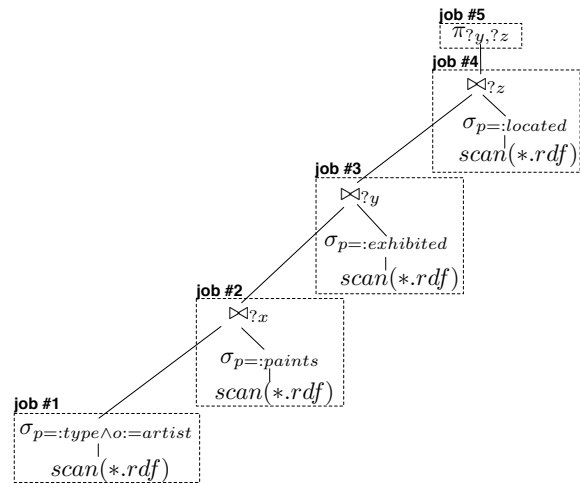 job #5
π?y,?z
job #4
⋈?z
σp=:located
scan(*.rdf)
job #3
⋈?y
σp=:exhibited
scan(*.rdf)
job #2
⋈?x
σp=:paints
scan(*.rdf)
job #1
σp=:type∧o:=artist
scan(*.rdf)